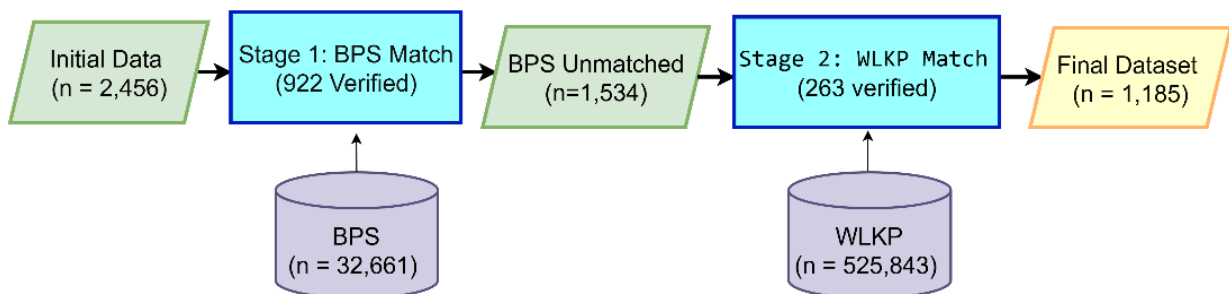 Initial Data
(n = 2,456)
Stage 1: BPS Match
(922 Verified)
BPS Unmatched
(n=1,534)
Stage 2: WLKP Match
(263 verified)
Final Dataset
(n = 1,185)
BPS
(n = 32,661)
WLKP
(n = 525,843)